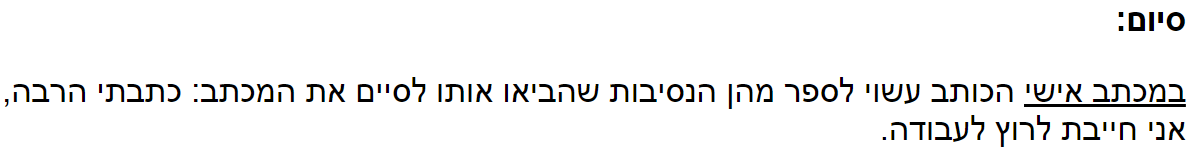 סיום:
במכתב אישי הכותב עשוי לספר מהן הנסיבות שהביאו אותו לסיים את המכתב: כתבתי הרבה,
אני חייבת לרוץ לעבודה.